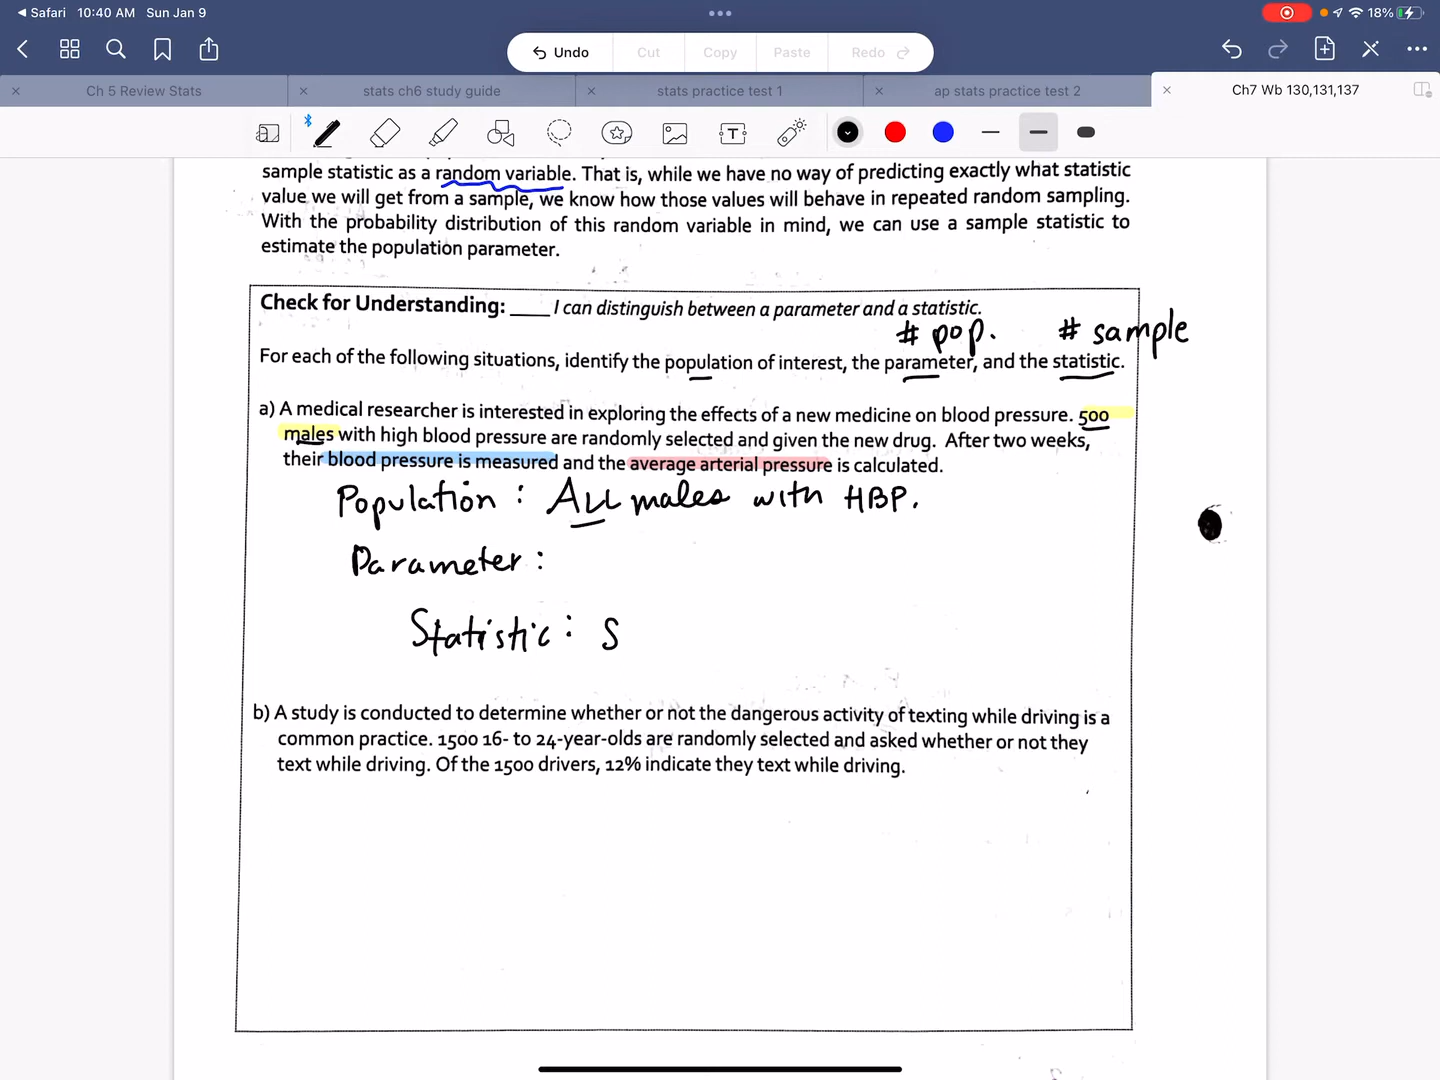 Safari 10:40 AM Sun Jan 9 18%
Undo Cut Copy Paste Redo
Ch 5 Review Stats stats ch6 study guide stats practice test 1 ap stats practice test 2 Ch7 Wb 130,131,137
sample statistic as a random variable. That is, while we have no way of predicting exactly what statistic
value we will get from a sample, we know how those values will behave in repeated random sampling.
With the probability distribution of this random variable in mind, we can use a sample statistic to
estimate the population parameter.
Check for Understanding: ____ I can distinguish between a parameter and a statistic.
# pop. # sample
For each of the following situations, identify the population of interest, the parameter, and the statistic.
a) A medical researcher is interested in exploring the effects of a new medicine on blood pressure. 500
males with high blood pressure are randomly selected and given the new drug. After two weeks,
their blood pressure is measured and the average arterial pressure is calculated.
Population: ALL males with HBP.
Parameter:
Statistic: S
b) A study is conducted to determine whether or not the dangerous activity of texting while driving is a
common practice. 1500 16- to 24-year-olds are randomly selected and asked whether or not they
text while driving. Of the 1500 drivers, 12% indicate they text while driving.